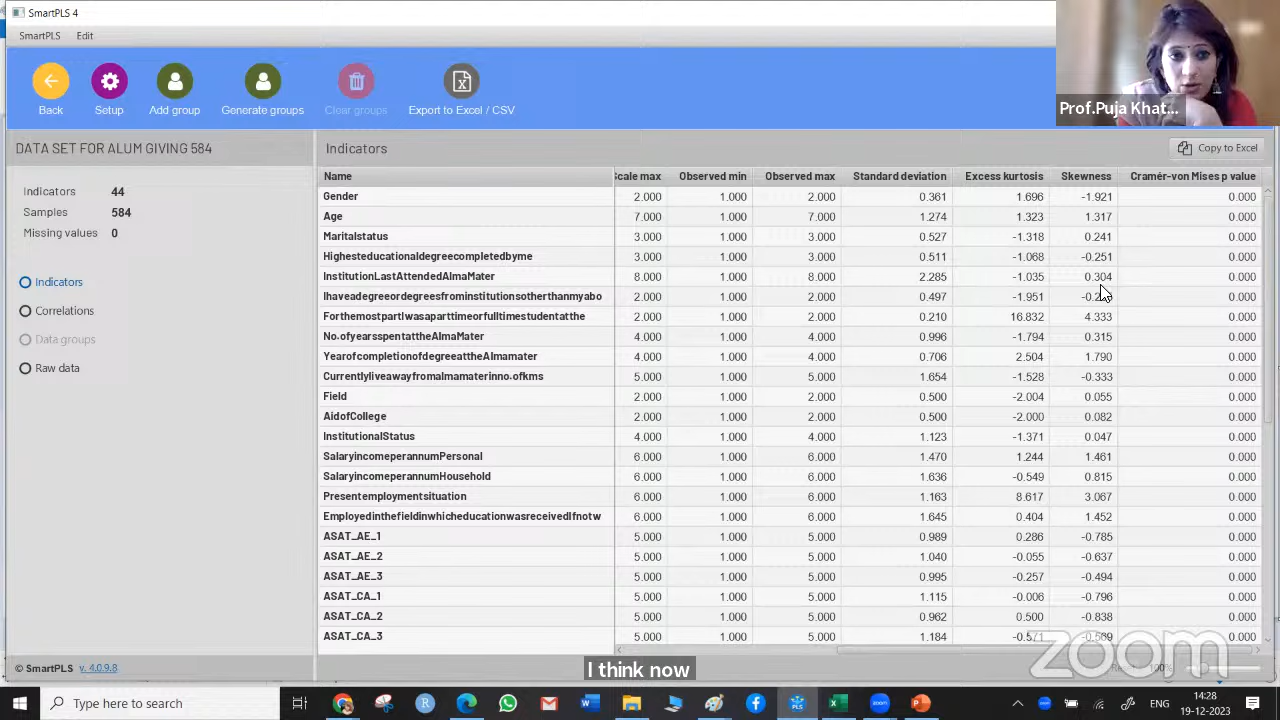 SmartPLS 4
SmartPLS Edit
Back Setup Add group Generate groups Clear groups Export to Excel / CSV
Prof.Puja Khat...
DATA SET FOR ALUM GIVING 584
Indicators 44
Samples 584
Missing values 0
Indicators
Correlations
Data groups
Raw data
Indicators Copy to Excel
Name Scale max Observed min Observed max Standard deviation Excess kurtosis Skewness Cramér-von Mises p value
Gender 2.000 1.000 2.000 0.361 1.696 -1.921 0.000
Age 7.000 1.000 7.000 1.274 1.323 1.317 0.000
Maritalstatus 3.000 1.000 3.000 0.527 -1.318 0.241 0.000
Highesteducationaldegreecompletedbyme 3.000 1.000 3.000 0.511 -1.068 -0.251 0.000
InstitutionLastAttendedAlmaMater 8.000 1.000 8.000 2.285 -1.035 0.304 0.000
Ihaveadegreeordegreesfrominstitutionsotherthanmyabo 2.000 1.000 2.000 0.497 -1.951 0.000
ForthemostpartIwasaparttimeorfulltimestudentatthe 2.000 1.000 2.000 0.210 16.832 4.333 0.000
No.ofyearsspentattheAlmaMater 4.000 1.000 4.000 0.996 -1.794 0.315 0.000
YearofcompletionofdegreeattheAlmamater 4.000 1.000 4.000 0.706 2.504 1.790 0.000
Currentlyliveawayfromalmamaterinno.ofkms 5.000 1.000 5.000 1.654 -1.528 -0.333 0.000
Field 2.000 1.000 2.000 0.500 -2.004 0.055 0.000
AidofCollege 2.000 1.000 2.000 0.500 -2.000 0.082 0.000
InstitutionalStatus 4.000 1.000 4.000 1.123 -1.371 0.047 0.000
SalaryincomeperannumPersonal 6.000 1.000 6.000 1.470 1.244 1.461 0.000
SalaryincomeperannumHousehold 6.000 1.000 6.000 1.636 -0.549 0.815 0.000
Presentemploymentsituation 6.000 1.000 6.000 1.163 8.617 3.067 0.000
EmployedinthefieldinwhicheducationwasreceivedIfnotw 6.000 1.000 6.000 1.645 0.404 1.452 0.000
ASAT_AE_1 5.000 1.000 5.000 0.989 0.286 -0.785 0.000
ASAT_AE_2 5.000 1.000 5.000 1.040 -0.055 -0.637 0.000
ASAT_AE_3 5.000 1.000 5.000 0.995 -0.257 -0.494 0.000
ASAT_CA_1 5.000 1.000 5.000 1.115 -0.006 -0.796 0.000
ASAT_CA_2 5.000 1.000 5.000 0.962 0.500 -0.838 0.000
ASAT_CA_3 5.000 1.000 5.000 1.184 0.000
zoom
© SmartPLS v. 4.0.9.8
I think now
Type here to search
14:28
19-12-2023